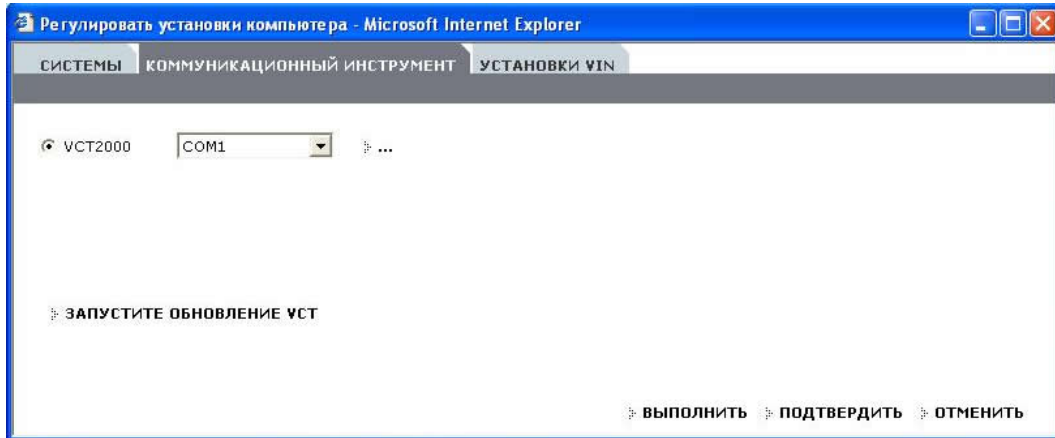 Регулировать установки компьютера - Microsoft Internet Explorer
СИСТЕМЫ КОММУНИКАЦИОННЫЙ ИНСТРУМЕНТ УСТАНОВКИ VIN
VCT2000 COM1 ...
ЗАПУСТИТЕ ОБНОВЛЕНИЕ VCT
ВЫПОЛНИТЬ ПОДТВЕРДИТЬ ОТМЕНИТЬ